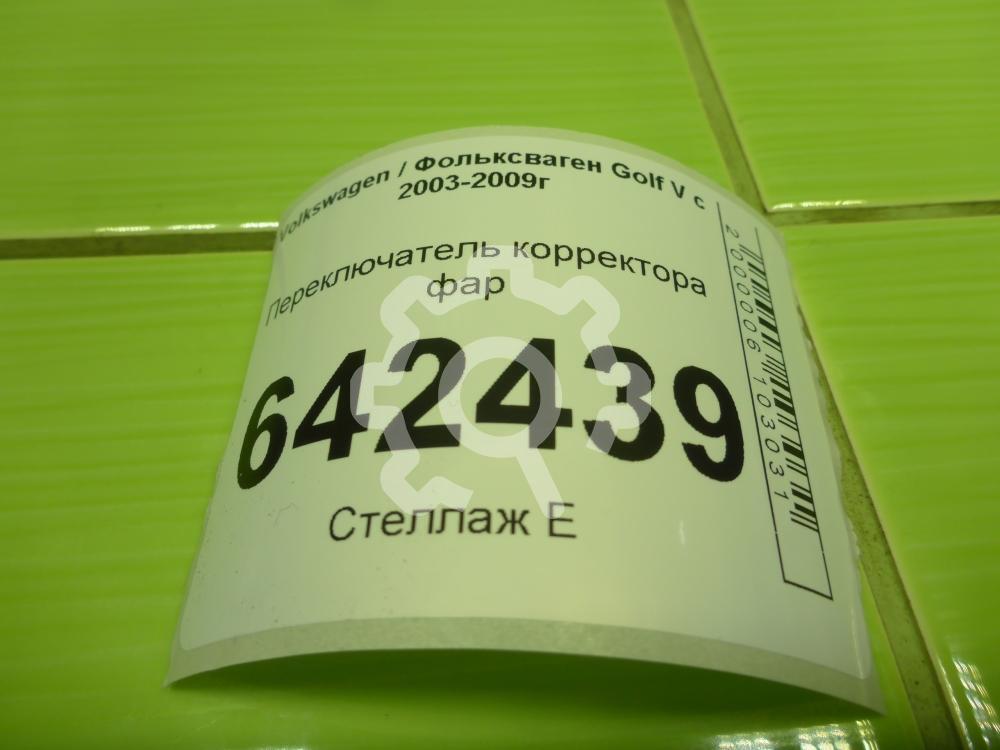 Volkswagen / Фольксваген Golf V с
2003-2009г
Переключатель корректора
фар
642439
Стеллаж Е
2000006103031